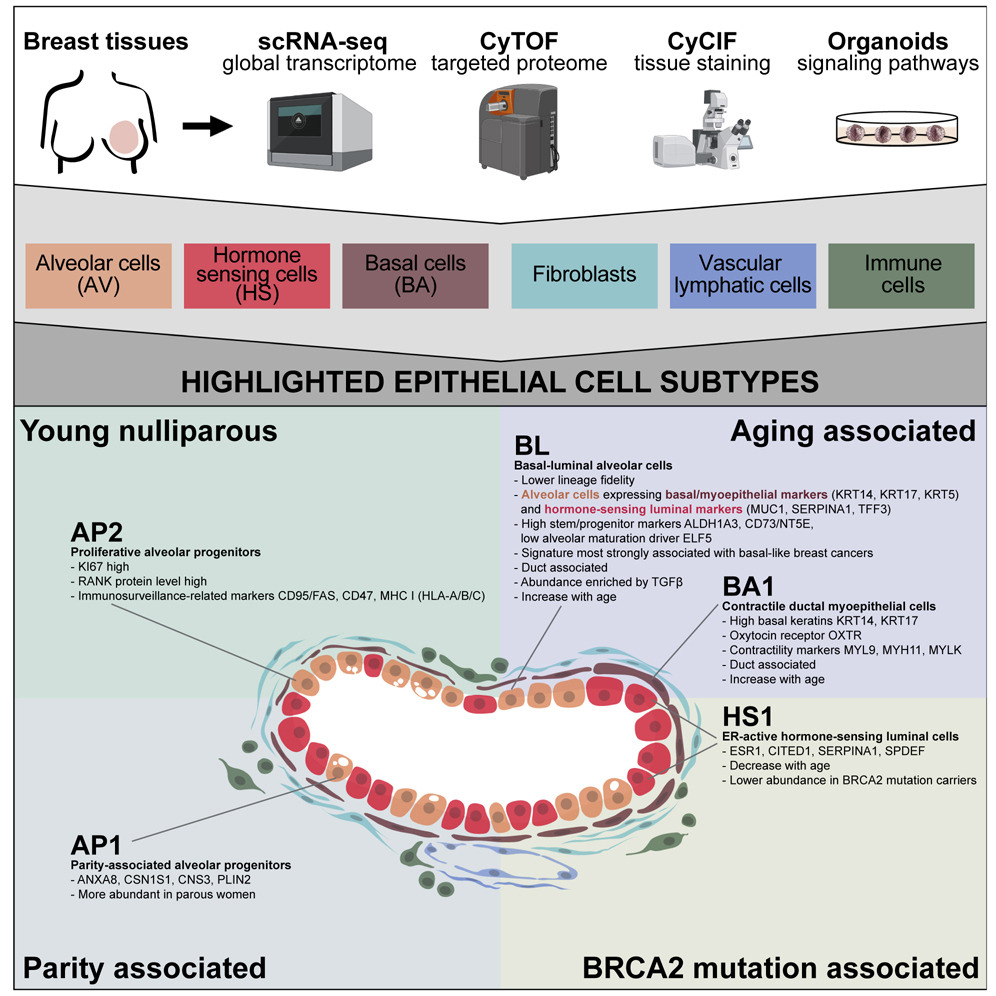 Breast tissues
scRNA-seq
global transcriptome
CyTOF
targeted proteome
CyCIF
tissue staining
Organoids
signaling pathways
Alveolar cells
(AV)
Hormone
sensing cells
(HS)
Basal cells
(BA)
Fibroblasts
Vascular
lymphatic cells
Immune
cells
HIGHLIGHTED EPITHELIAL CELL SUBTYPES
Young nulliparous
AP2
Proliferative alveolar progenitors
- KI67 high
- RANK protein level high
- Immunosurveillance-related markers CD95/FAS, CD47, MHC I (HLA-A/B/C)
Aging associated
BL
Basal-luminal alveolar cells
- Lower lineage fidelity
- Alveolar cells expressing basal/myoepithelial markers (KRT14, KRT17, KRT5)
and hormone-sensing luminal markers (MUC1, SERPINA1, TFF3)
- High stem/progenitor markers ALDH1A3, CD73/NT5E,
low alveolar maturation driver ELF5
- Signature most strongly associated with basal-like breast cancers
- Duct associated
- Abundance enriched by TGFβ
- Increase with age
BA1
Contractile ductal myoepithelial cells
- High basal keratins KRT14, KRT17
- Oxytocin receptor OXTR
- Contractility markers MYL9, MYH11, MYLK
- Duct associated
- Increase with age
HS1
ER-active hormone-sensing luminal cells
- ESR1, CITED1, SERPINA1, SPDEF
- Decrease with age
- Lower abundance in BRCA2 mutation carriers
AP1
Parity-associated alveolar progenitors
- ANXA8, CSN1S1, CNS3, PLIN2
- More abundant in parous women
Parity associated
BRCA2 mutation associated